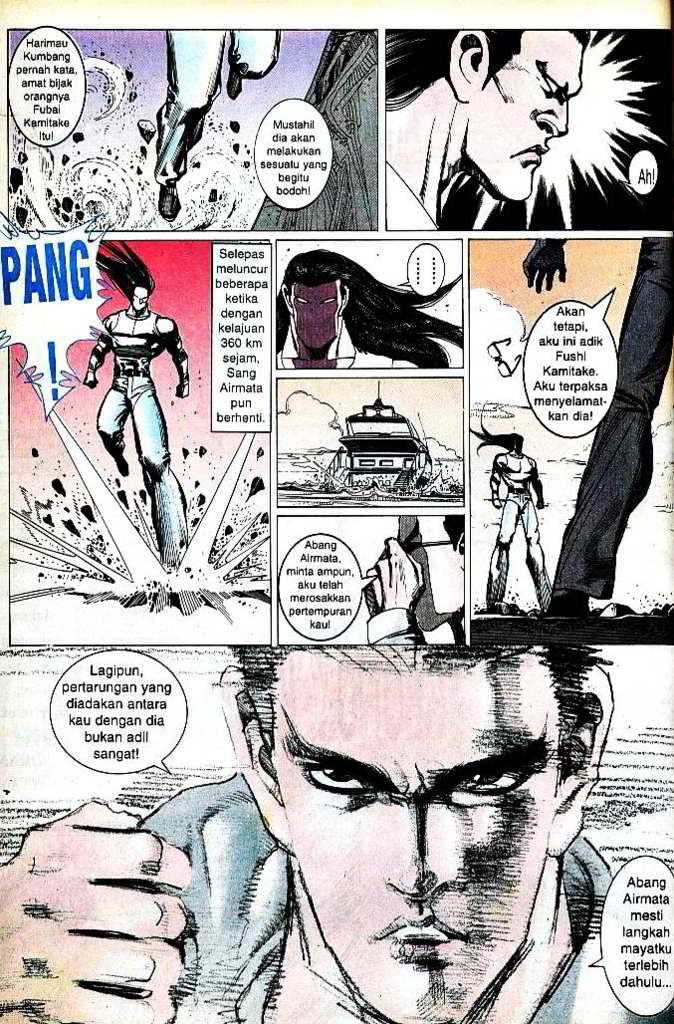 Harimau
Kumbang
pernah kata,
amat bijak
orangnya
Fubai
Kamitake
itu!
Mustahil
dia akan
melakukan
sesuatu yang
begitu
bodoh!
Ah!
PANG
!
Selepas
meluncur
beberapa
ketika
dengan
kelajuan
360 km
sejam,
Sang
Airmata
pun
berhenti.
Akan
tetapi,
aku ini adik
Fushi
Kamitake.
Aku terpaksa
menyelamat-
kan dia!
Abang
Airmata,
minta ampun,
aku telah
merosakkan
pertempuran
kau!
Lagipun,
pertarungan yang
diadakan antara
kau dengan dia
bukan adil
sangat!
Abang
Airmata
mesti
langkah
mayatku
terlebih
dahulu...